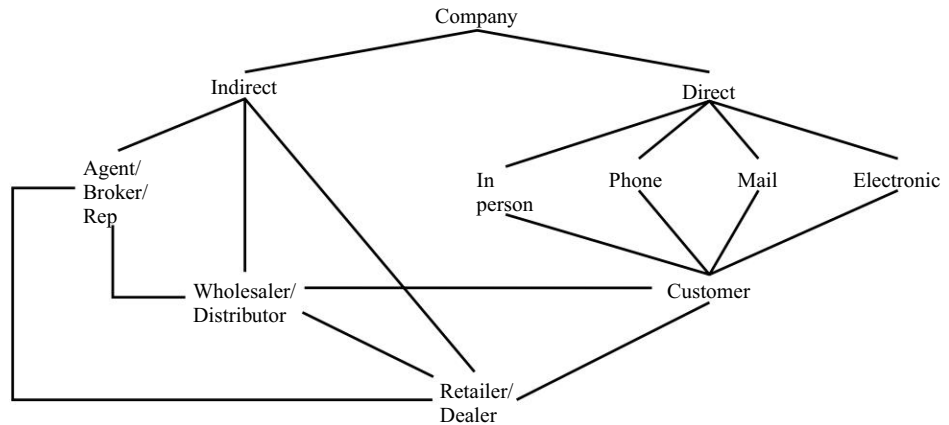 Company
Indirect
Direct
Agent/
Broker/
Rep
In
person
Phone
Mail
Electronic
Wholesaler/
Distributor
Customer
Retailer/
Dealer